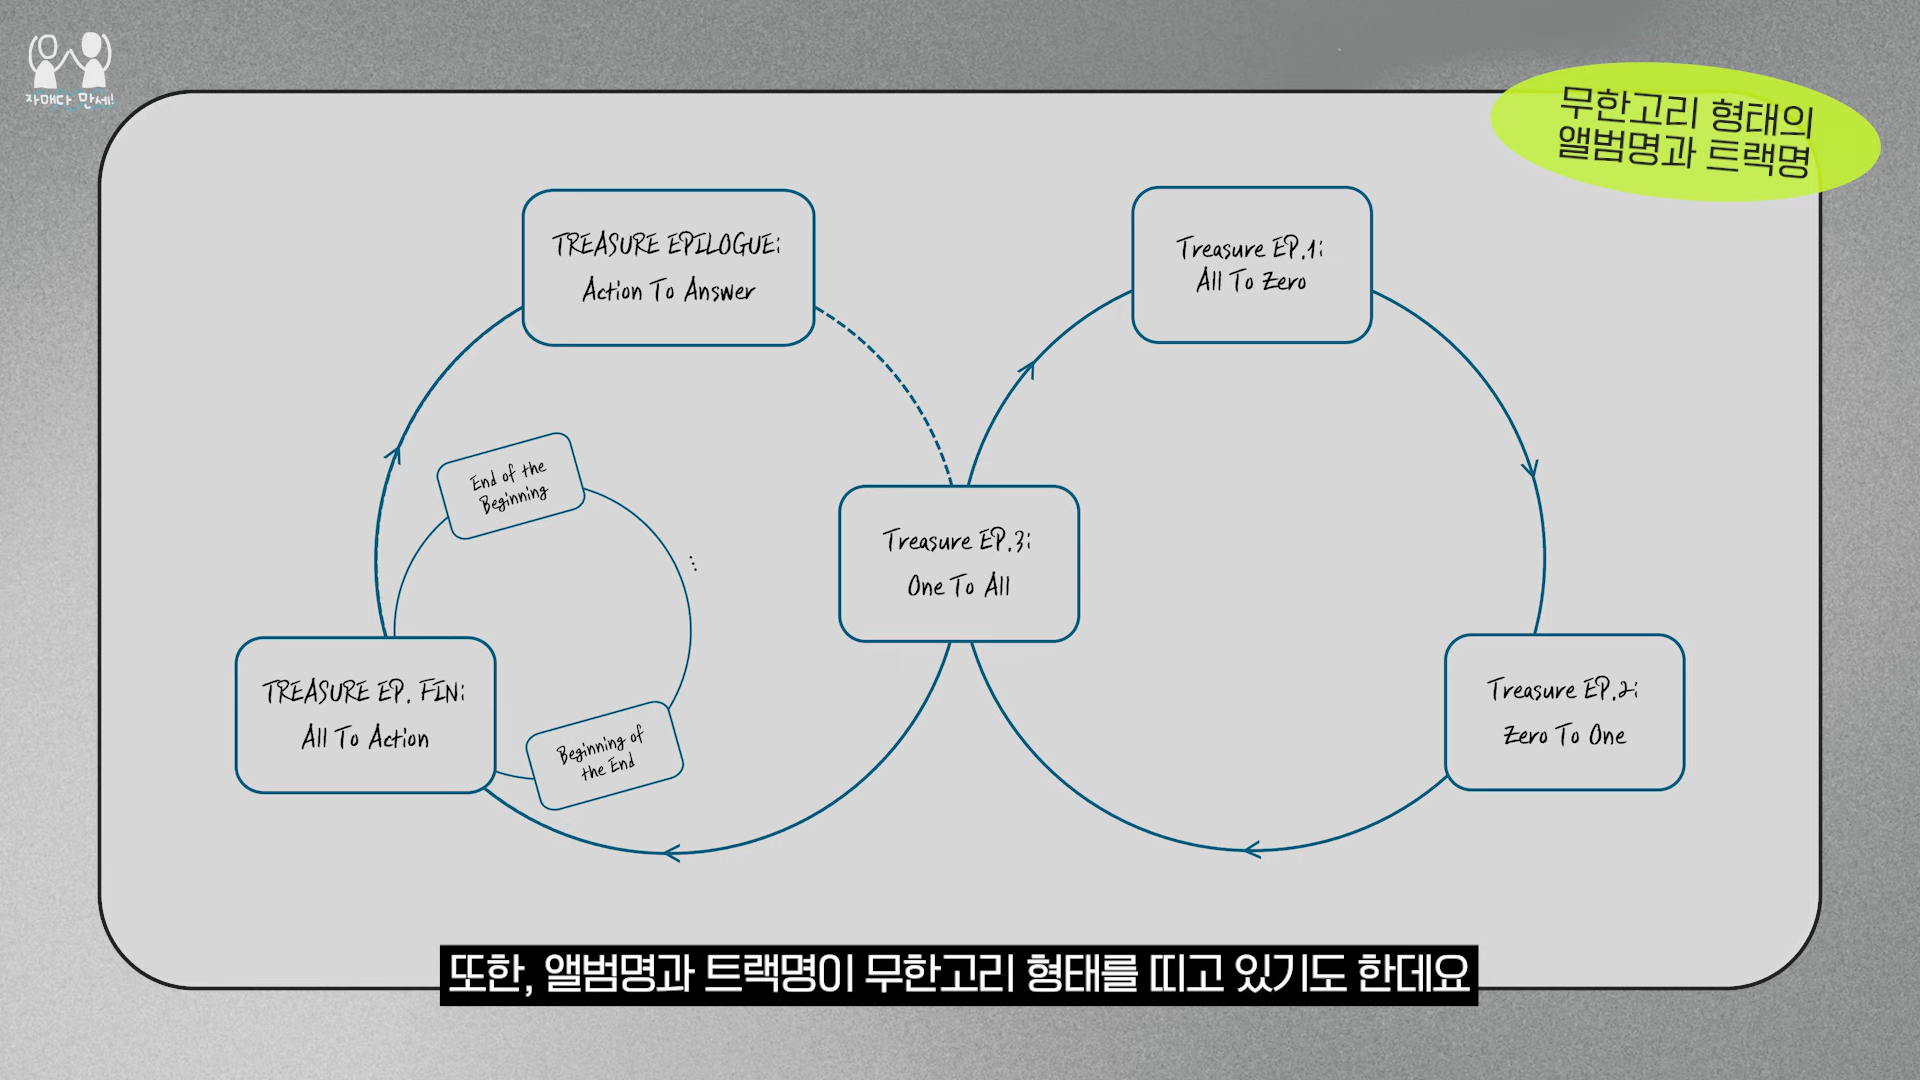 자매다 만세!
무한고리 형태의
앨범명과 트랙명
TREASURE EPILOGUE:
Action To Answer
Treasure EP.1:
All To Zero
End of the
Beginning
...
Treasure EP.3:
One To All
TREASURE EP. FIN:
All To Action
Beginning of
the End
Treasure EP.2:
Zero To One
또한, 앨범명과 트랙명이 무한고리 형태를 띠고 있기도 한데요